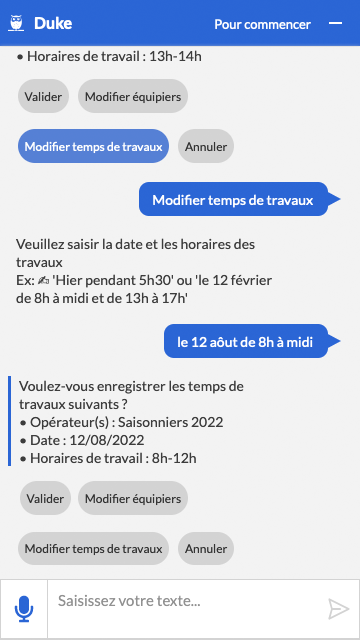 Duke
Pour commencer
• Horaires de travail : 13h-14h
Valider
Modifier équipiers
Modifier temps de travaux
Annuler
Modifier temps de travaux
Veuillez saisir la date et les horaires des
travaux
Ex: ✍ 'Hier pendant 5h30' ou 'le 12 février
de 8h à midi et de 13h à 17h'
le 12 aôut de 8h à midi
Voulez-vous enregistrer les temps de
travaux suivants ?
• Opérateur(s) : Saisonniers 2022
• Date : 12/08/2022
• Horaires de travail : 8h-12h
Valider
Modifier équipiers
Modifier temps de travaux
Annuler
Saisissez votre texte...